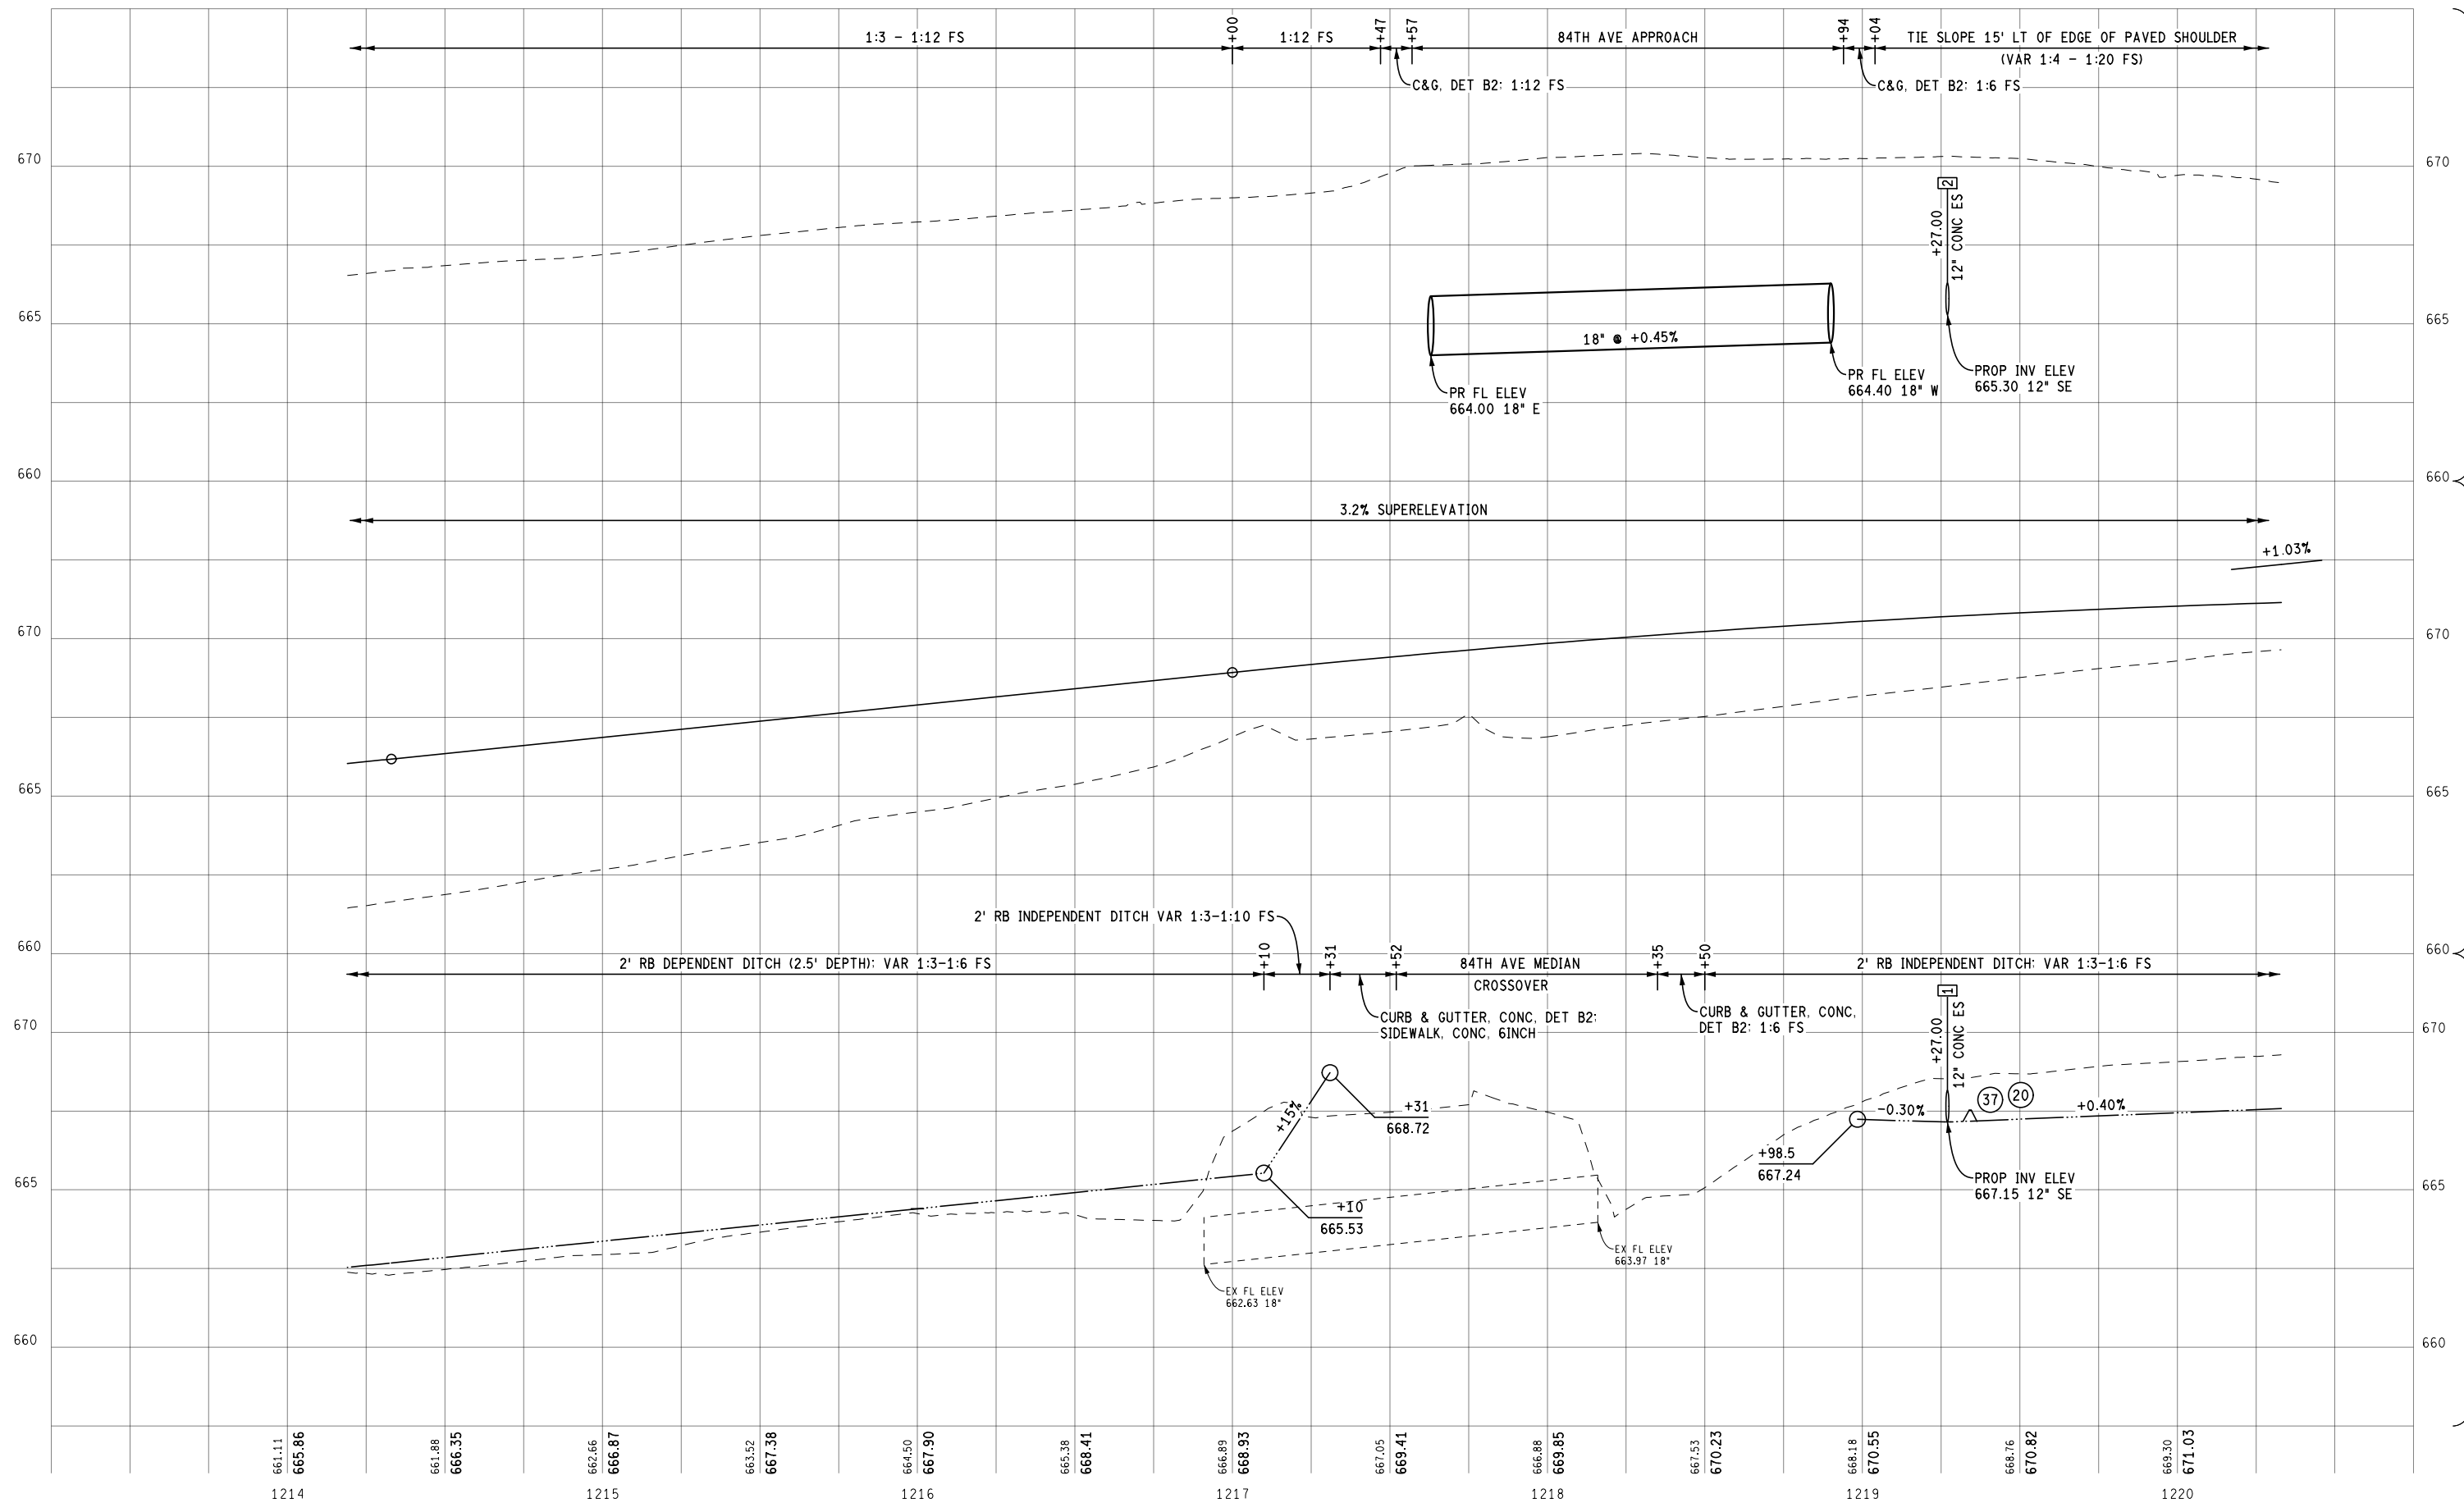 +00
+47
+57
+94
+04
1:3 - 1:12 FS
1:12 FS
84TH AVE APPROACH
TIE SLOPE 15' LT OF EDGE OF PAVED SHOULDER
(VAR 1:4 - 1:20 FS)
C&G, DET B2; 1:12 FS
C&G, DET B2; 1:6 FS
670
670
2
+27.00
12" CONC ES
665
665
18" @ +0.45%
PR FL ELEV
664.00 18" E
PR FL ELEV
664.40 18" W
PROP INV ELEV
665.30 12" SE
660
660
3.2% SUPERELEVATION
+1.03%
670
670
665
665
2' RB INDEPENDENT DITCH VAR 1:3-1:10 FS
660
660
+10
+31
+52
+35
+50
2' RB DEPENDENT DITCH (2.5' DEPTH); VAR 1:3-1:6 FS
84TH AVE MEDIAN
CROSSOVER
2' RB INDEPENDENT DITCH; VAR 1:3-1:6 FS
CURB & GUTTER, CONC, DET B2;
SIDEWALK, CONC, 6INCH
CURB & GUTTER, CONC,
DET B2; 1:6 FS
1
+27.00
12" CONC ES
670
670
+15%
+31
668.72
-0.30%
37
20
+0.40%
+98.5
667.24
PROP INV ELEV
667.15 12" SE
665
665
+10
665.53
EX FL ELEV
663.97 18"
EX FL ELEV
662.63 18"
660
660
661.11
665.86
661.88
666.35
662.66
666.87
663.52
667.38
664.50
667.90
665.38
668.41
666.89
668.93
667.05
669.41
666.88
669.85
667.53
670.23
668.18
670.55
668.76
670.82
669.30
671.03
1214
1215
1216
1217
1218
1219
1220